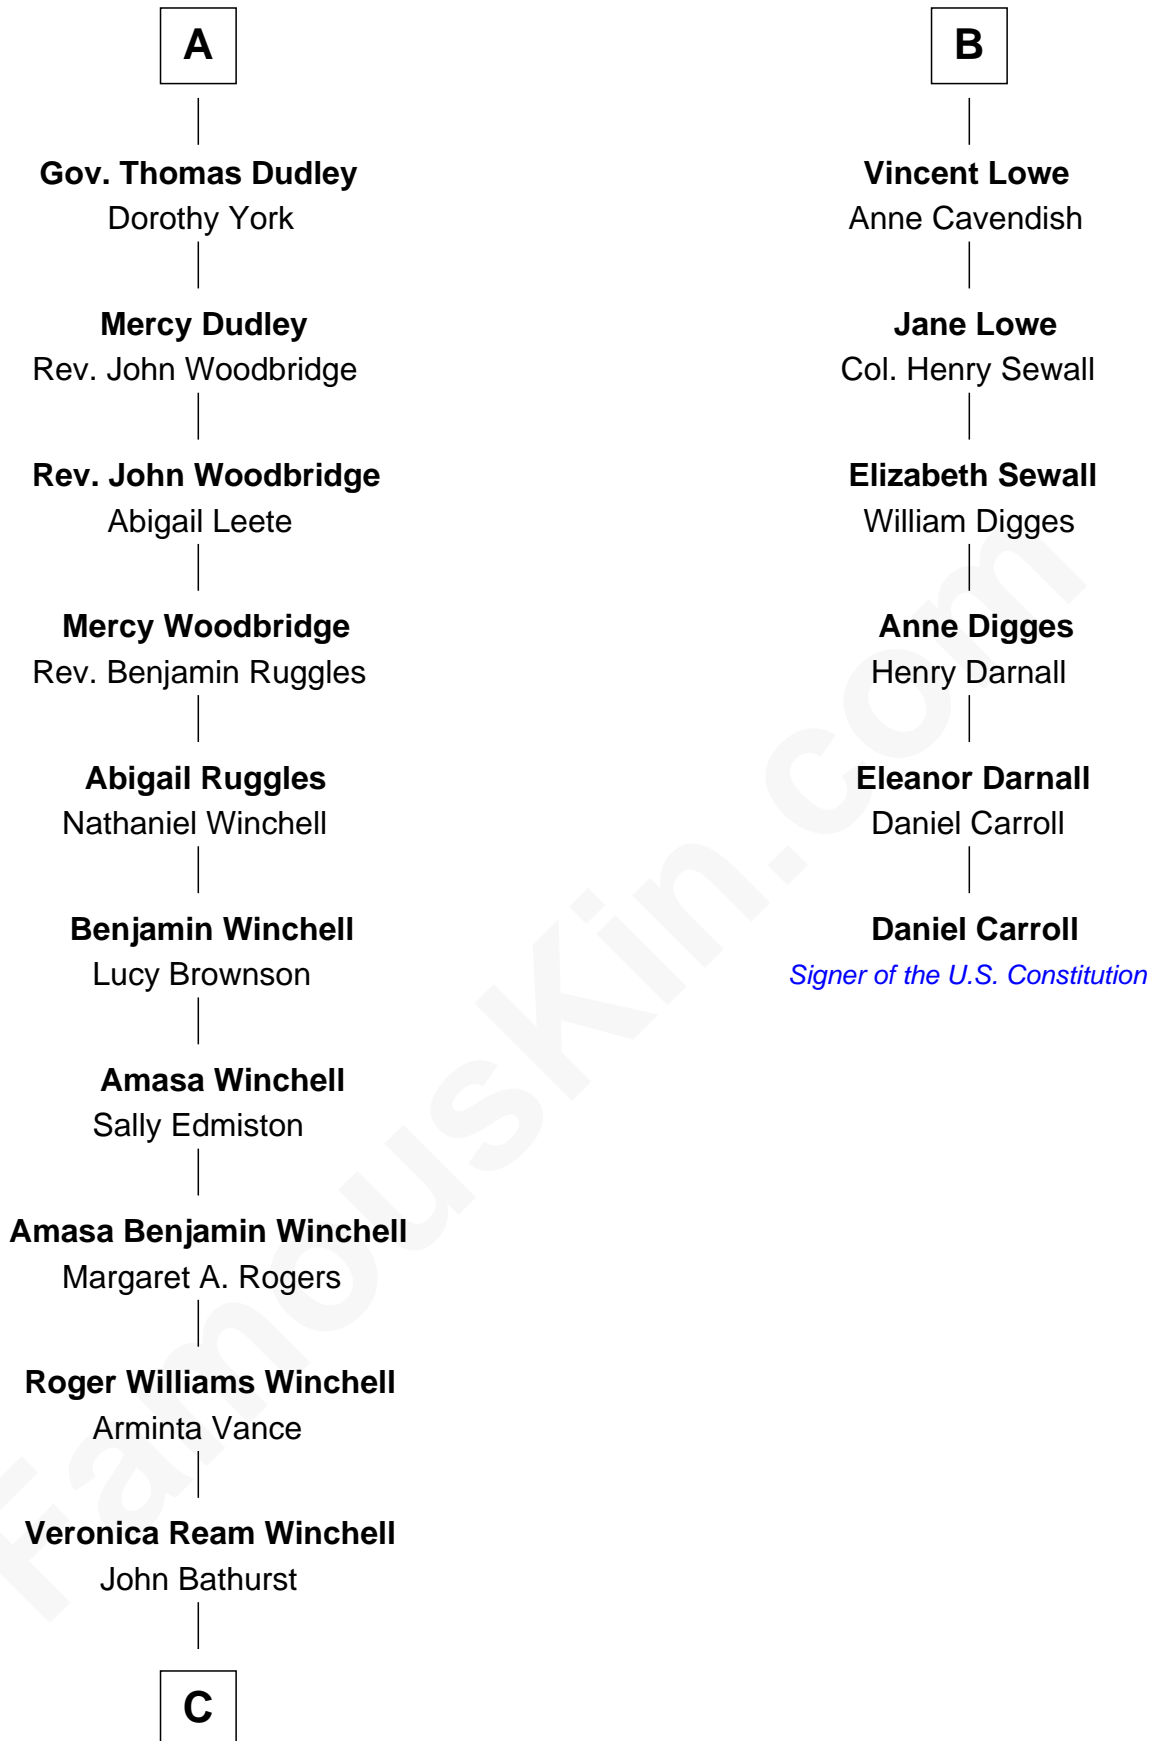 A
Gov. Thomas Dudley
Dorothy York
Mercy Dudley
Rev. John Woodbridge
Rev. John Woodbridge
Abigail Leete
Mercy Woodbridge
Rev. Benjamin Ruggles
Abigail Ruggles
Nathaniel Winchell
Benjamin Winchell
Lucy Brownson
Amasa Winchell
Sally Edmiston
Amasa Benjamin Winchell
Margaret A. Rogers
Roger Williams Winchell
Arminta Vance
Veronica Ream Winchell
John Bathurst
C
B
Vincent Lowe
Anne Cavendish
Jane Lowe
Col. Henry Sewall
Elizabeth Sewall
William Digges
Anne Digges
Henry Darnall
Eleanor Darnall
Daniel Carroll
Daniel Carroll
Signer of the U.S. Constitution
FamousKin.com